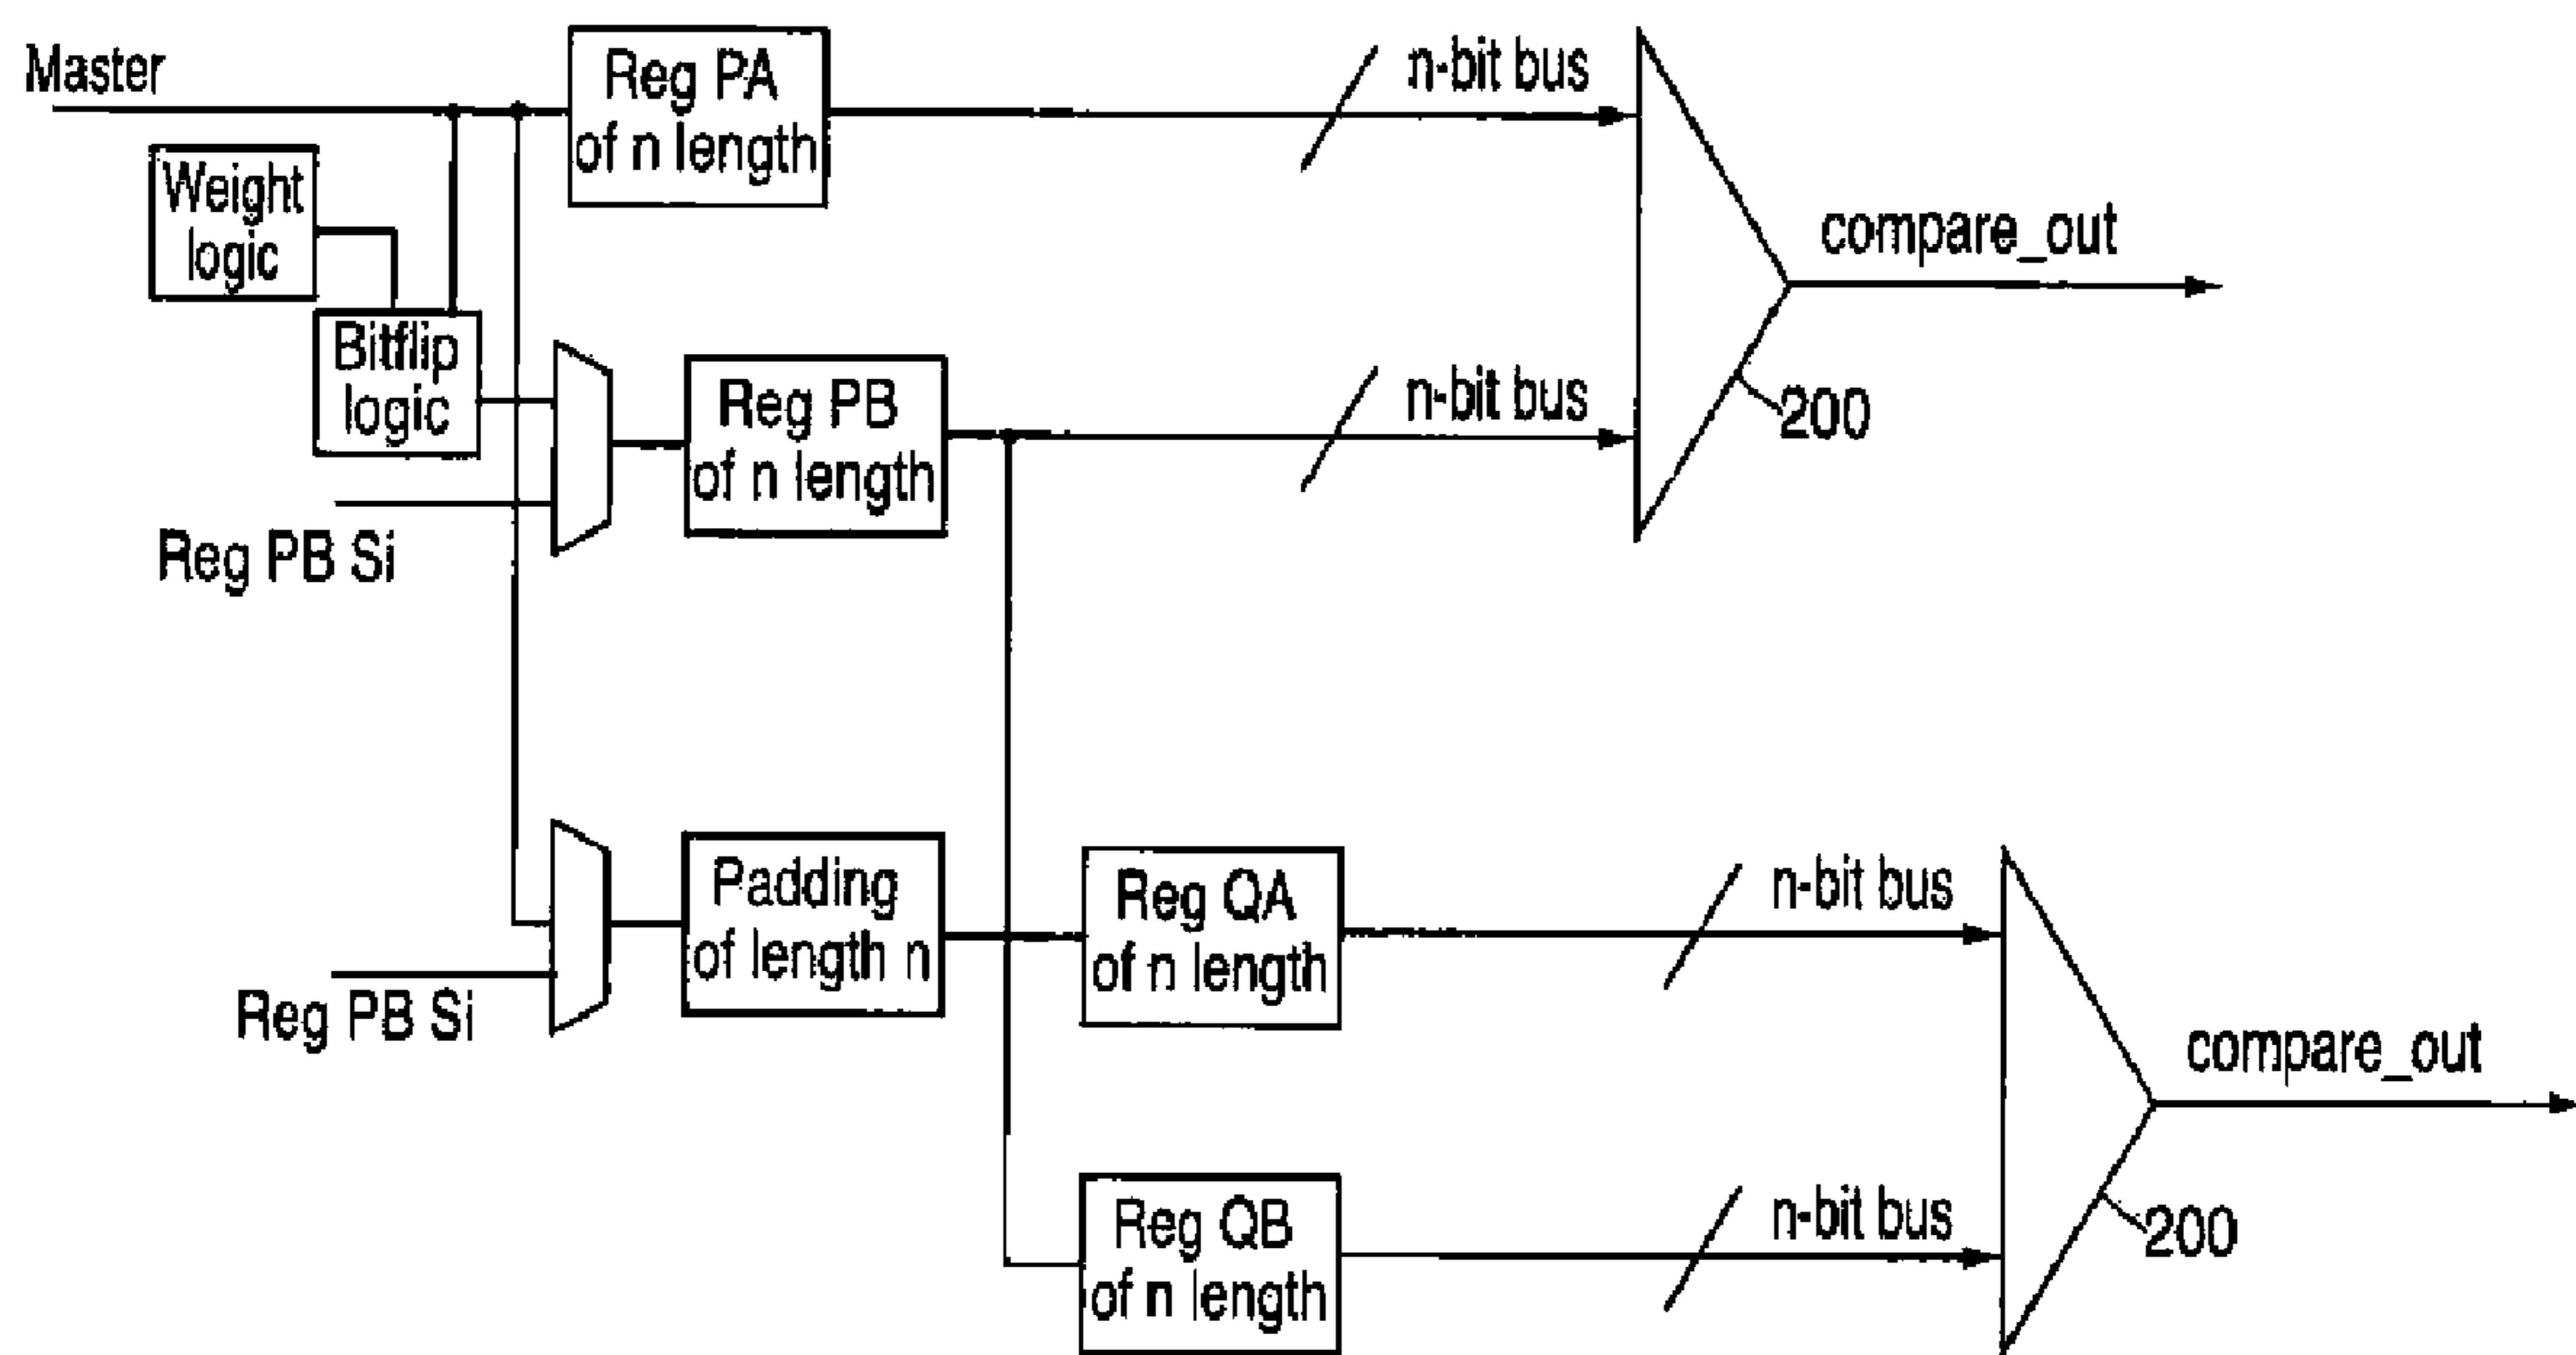 Master
Reg PA
of n length
n-bit bus
Weight
logic
compare_out
Bitflip
logic
Reg PB
of n length
n-bit bus
200
Reg PB Si
Padding
of length n
Reg QA
of n length
n-bit bus
Reg PB Si
compare_out
Reg QB
of n length
n-bit bus
200